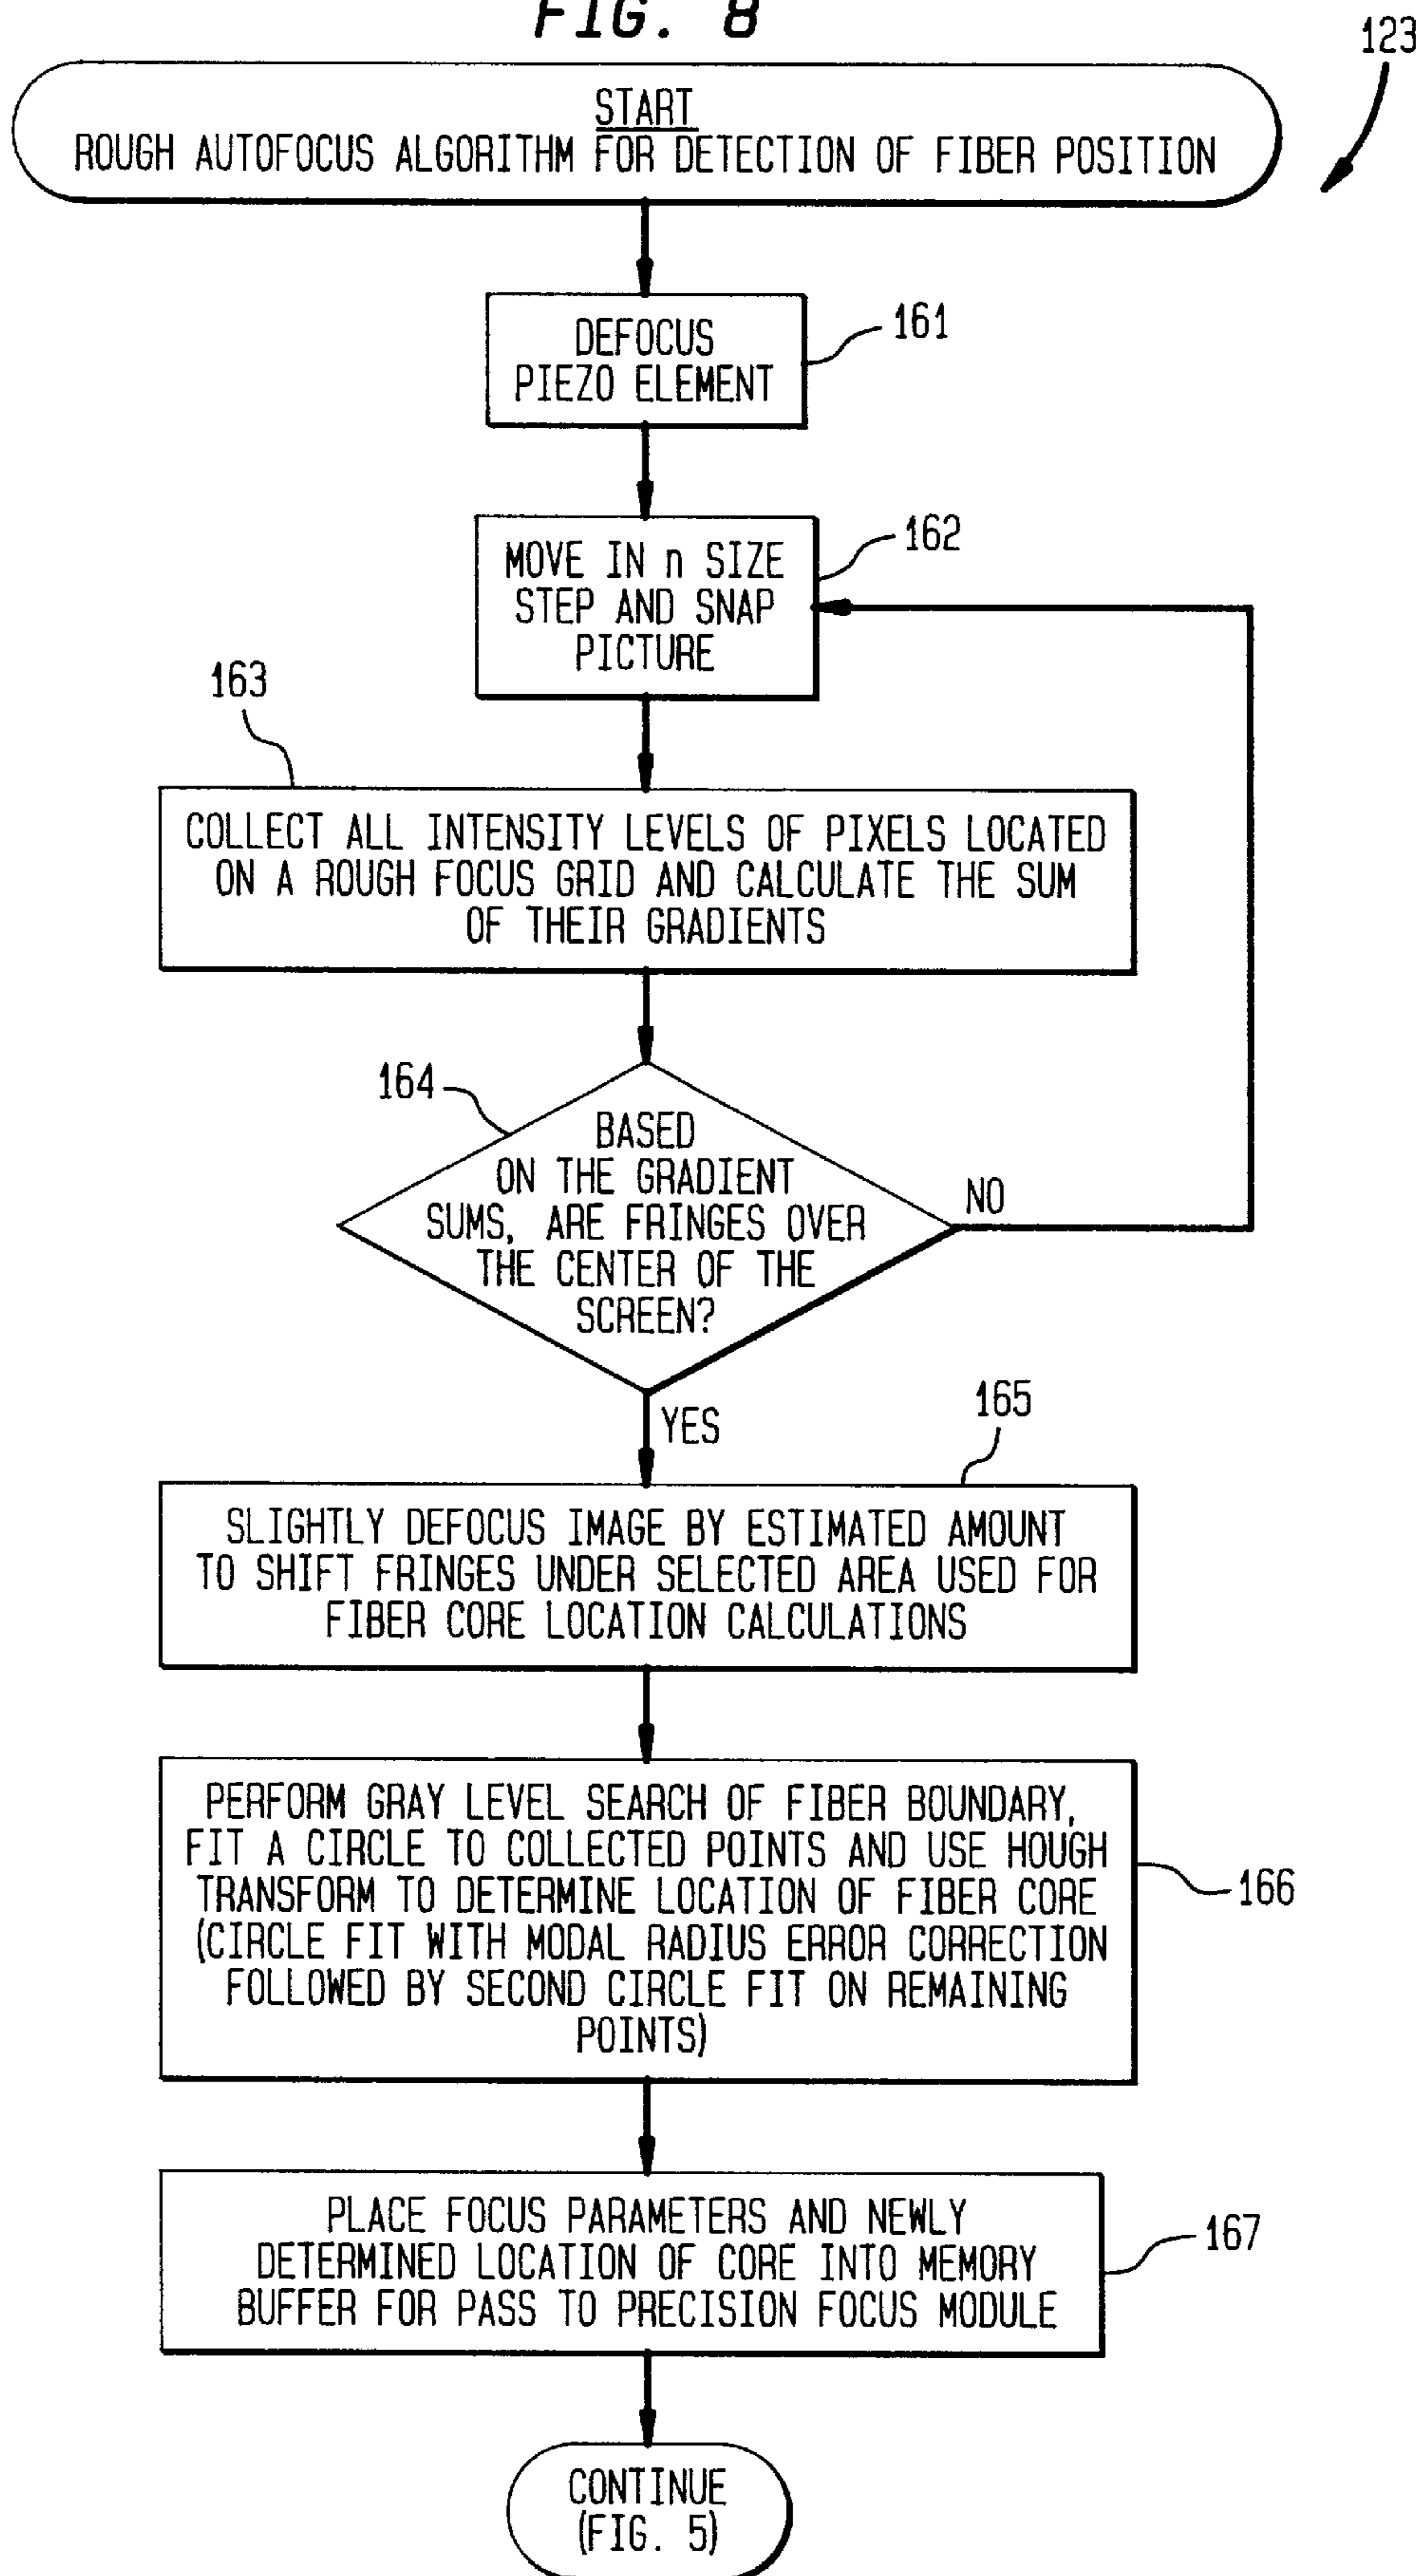 FIG. 8
123
START
ROUGH AUTOFOCUS ALGORITHM FOR DETECTION OF FIBER POSITION
DEFOCUS
PIEZO ELEMENT
161
MOVE IN n SIZE
STEP AND SNAP
PICTURE
162
163
COLLECT ALL INTENSITY LEVELS OF PIXELS LOCATED
ON A ROUGH FOCUS GRID AND CALCULATE THE SUM
OF THEIR GRADIENTS
164
BASED
ON THE GRADIENT
SUMS, ARE FRINGES OVER
THE CENTER OF THE
SCREEN?
NO
YES
165
SLIGHTLY DEFOCUS IMAGE BY ESTIMATED AMOUNT
TO SHIFT FRINGES UNDER SELECTED AREA USED FOR
FIBER CORE LOCATION CALCULATIONS
PERFORM GRAY LEVEL SEARCH OF FIBER BOUNDARY,
FIT A CIRCLE TO COLLECTED POINTS AND USE HOUGH
TRANSFORM TO DETERMINE LOCATION OF FIBER CORE
(CIRCLE FIT WITH MODAL RADIUS ERROR CORRECTION
FOLLOWED BY SECOND CIRCLE FIT ON REMAINING
POINTS)
166
PLACE FOCUS PARAMETERS AND NEWLY
DETERMINED LOCATION OF CORE INTO MEMORY
BUFFER FOR PASS TO PRECISION FOCUS MODULE
167
CONTINUE
(FIG. 5)